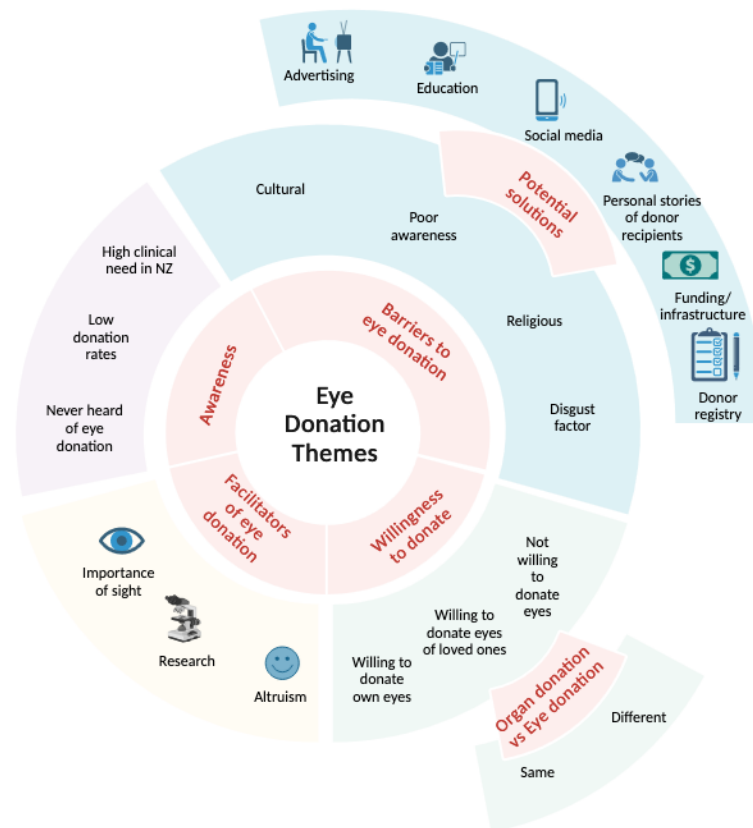 Advertising
Education
Social media
Personal stories
of donor
recipients
Funding/
infrastructure
Donor
registry
Potential
solutions
Cultural
Poor
awareness
Religious
Disgust
factor
Barriers to
eye donation
High clinical
need in NZ
Low
donation
rates
Never heard
of eye
donation
Awareness
Eye
Donation
Themes
Facilitators
of eye
donation
Willingness
to donate
Importance
of sight
Research
Altruism
Not
willing
to
donate
eyes
Willing to
donate eyes
of loved ones
Willing to
donate
own eyes
Organ donation
vs Eye donation
Different
Same